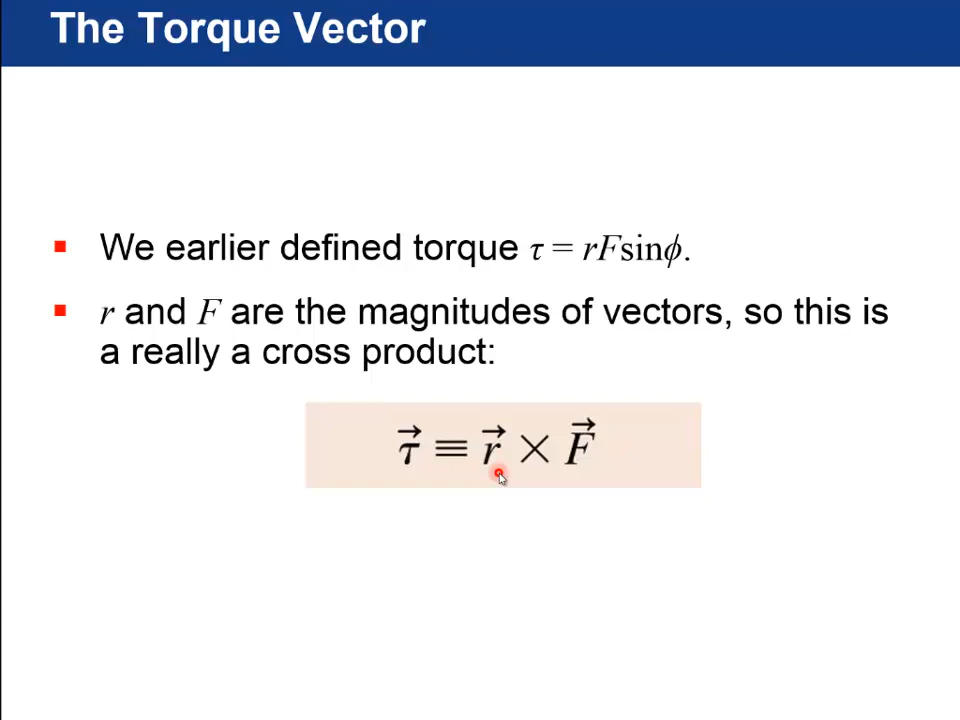 The Torque Vector
We earlier defined torque τ = rFsinϕ.
r and F are the magnitudes of vectors, so this is
a really a cross product:
τ⃗ ≡ r⃗ × F⃗